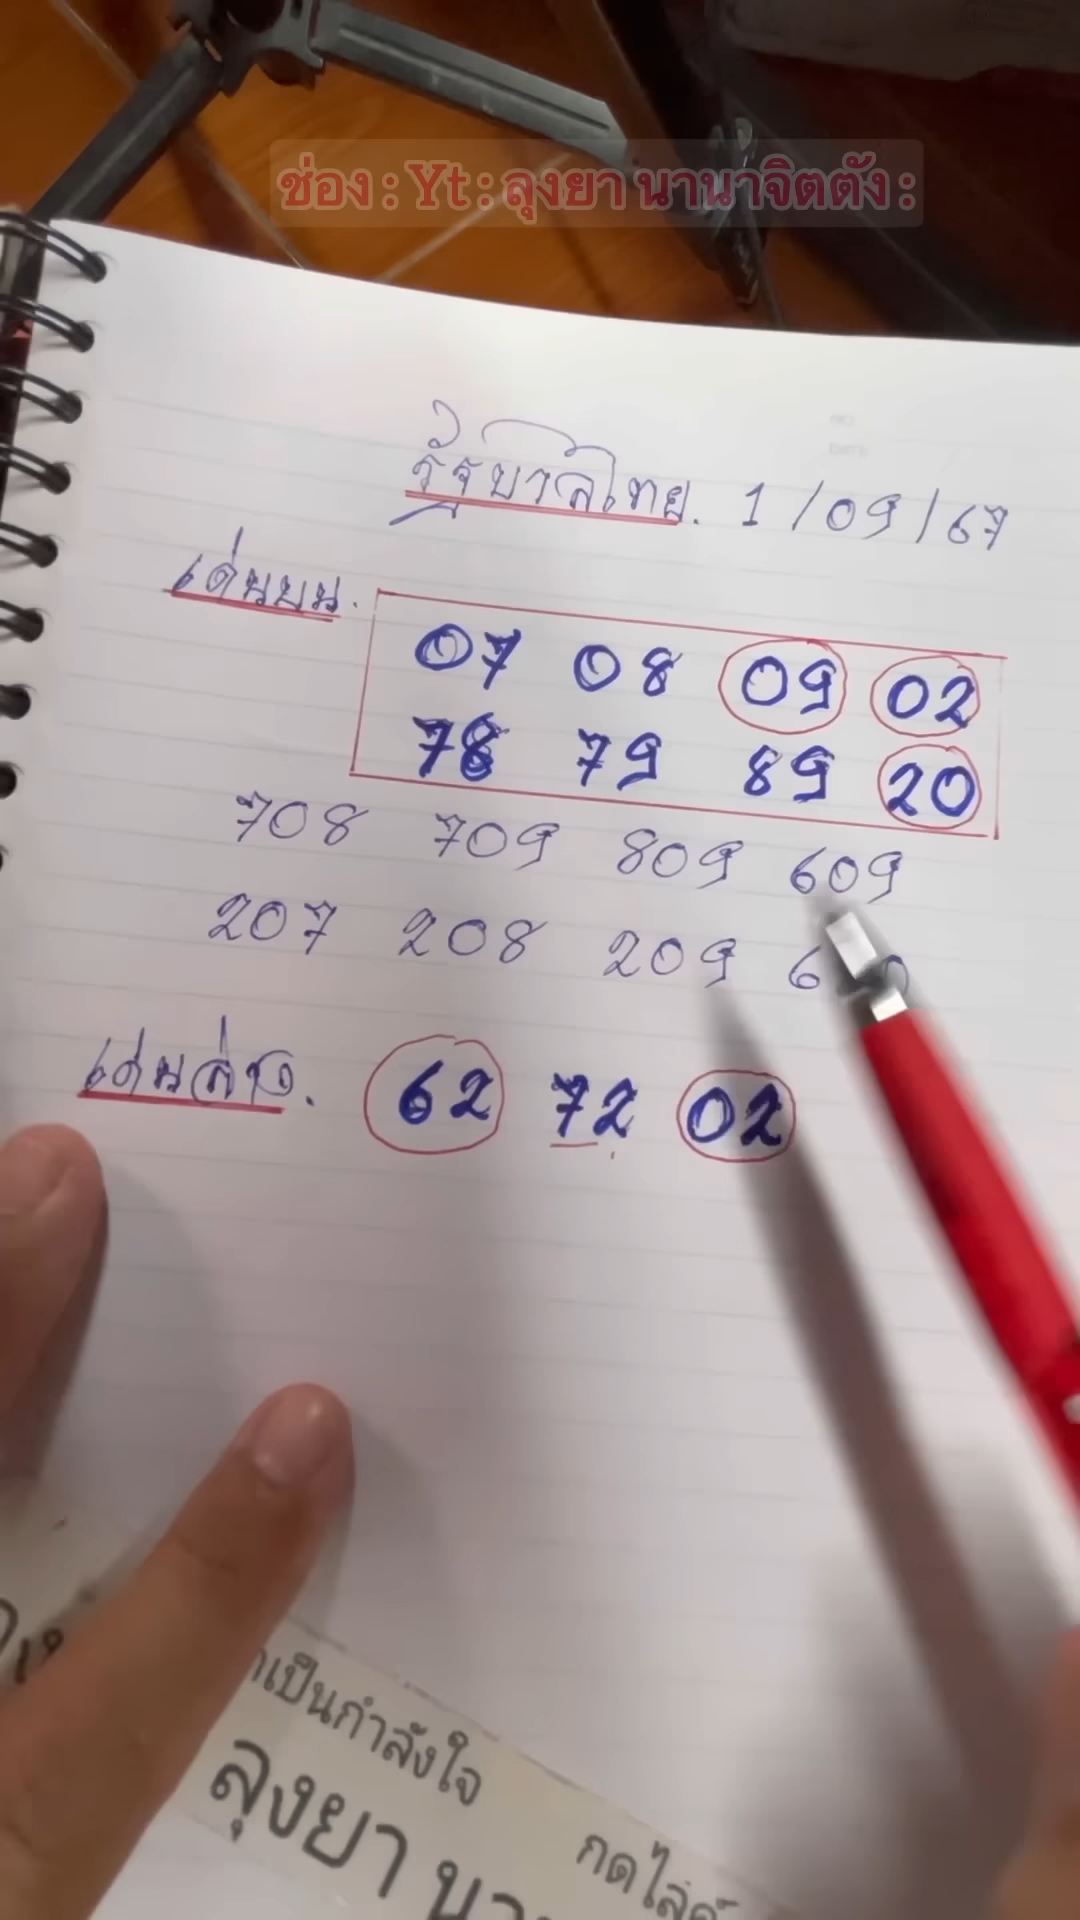 ช่อง : Yt : ลุงยา นานาจิตตัง :
รัฐบาลไทย. 1/09/67
เด่นบน.
07 08 09 02
78 79 89 20
708 709 809 609
207 208 209
เด่นล่าง. 62 72 02
เป็นกำลังใจ
ลุงยา
กดไลค์